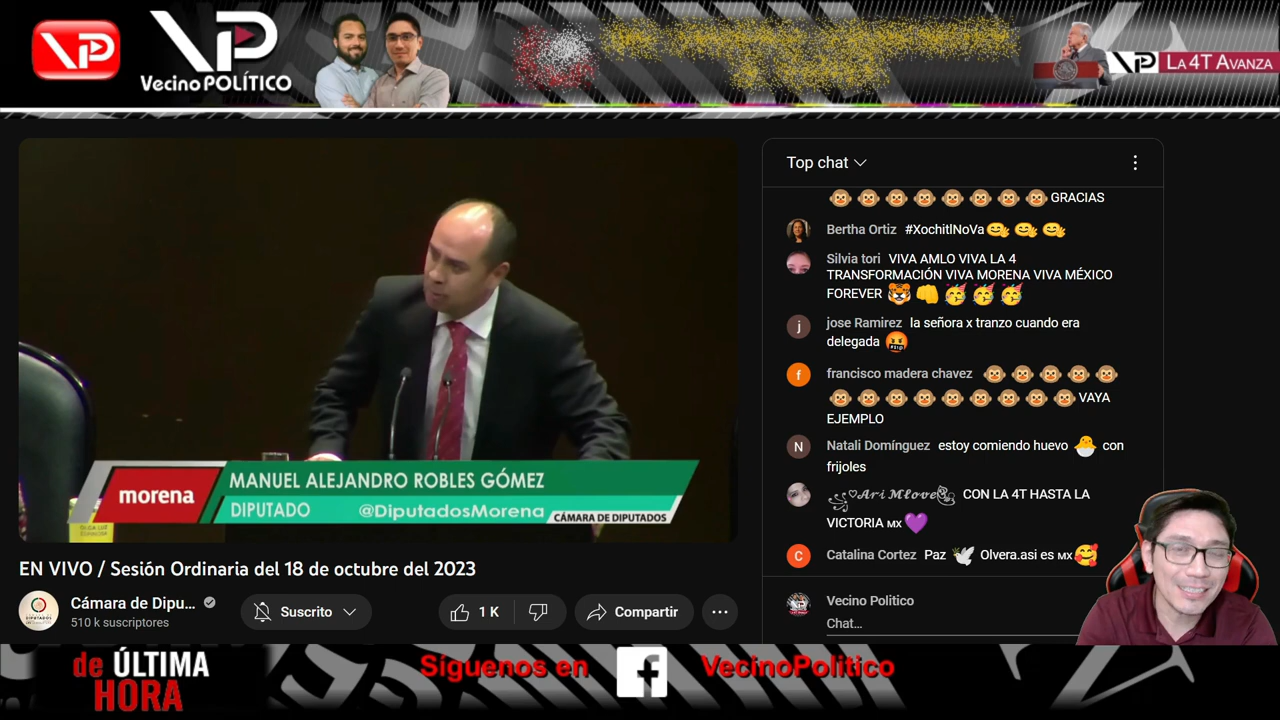 VP
VP
Vecino POLÍTICO
VP LA 4T AVANZA
Top chat
GRACIAS
Bertha Ortiz #XochitlNoVa
Silvia tori VIVA AMLO VIVA LA 4
TRANSFORMACIÓN VIVA MORENA VIVA MÉXICO
FOREVER
j jose Ramirez la señora x tranzo cuando era
delegada
f francisco madera chavez
VAYA
EJEMPLO
N Natali Domínguez estoy comiendo huevo con
frijoles
♡𝓐𝓻𝓲 𝓜𝓵𝓸𝓿𝓮 CON LA 4T HASTA LA
VICTORIA MX
C Catalina Cortez Paz Olvera.asi es MX
Vecino Politico
Chat...
morena
MANUEL ALEJANDRO ROBLES GÓMEZ
DIPUTADO @DiputadosMorena
CÁMARA DE DIPUTADOS
EN VIVO / Sesión Ordinaria del 18 de octubre del 2023
Cámara de Dipu...
510 k suscriptores
Suscrito
1 K
Compartir
de ÚLTIMA
HORA
Síguenos en f VecinoPolitico